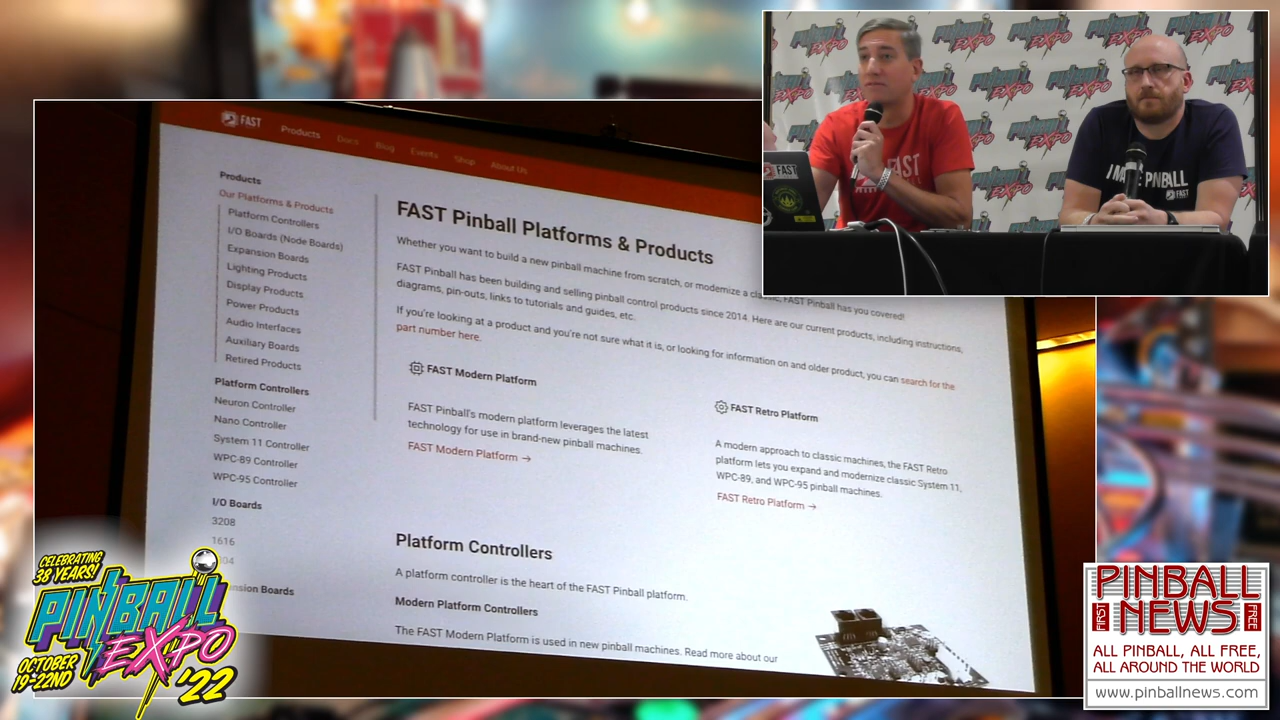 FAST
Products
Docs
Blog
Events
Shop
About Us
Products
Our Platforms & Products
Platform Controllers
I/O Boards (Node Boards)
Expansion Boards
Lighting Products
Display Products
Power Products
Audio Interfaces
Auxiliary Boards
Retired Products
Platform Controllers
Neuron Controller
Nano Controller
System 11 Controller
WPC-89 Controller
WPC-95 Controller
I/O Boards
3208
1616
Boards
FAST Pinball Platforms & Products
Whether you want to build a new pinball machine from scratch, or modernize a classic, FAST Pinball has you covered!
FAST Pinball has been building and selling pinball control products since 2014. Here are our current products, including instructions,
diagrams, pin-outs, links to tutorials and guides, etc.
If you're looking at a product and you're not sure what it is, or looking for information on and older product, you can search for the
part number here.
FAST Modern Platform
FAST Pinball's modern platform leverages the latest
technology for use in brand-new pinball machines.
FAST Modern Platform →
FAST Retro Platform
A modern approach to classic machines, the FAST Retro
platform lets you expand and modernize classic System 11,
WPC-89, and WPC-95 pinball machines.
FAST Retro Platform →
Platform Controllers
A platform controller is the heart of the FAST Pinball platform.
Modern Platform Controllers
The FAST Modern Platform is used in new pinball machines. Read more about our
PINBALL EXPO
FAST
FAST
PINBALL
FAST
CELEBRATING
38 YEARS!
PINBALL
EXPO
OCTOBER
19-22ND
'22
PINBALL
FAST NEWS FREE
ALL PINBALL, ALL FREE,
ALL AROUND THE WORLD
www.pinballnews.com